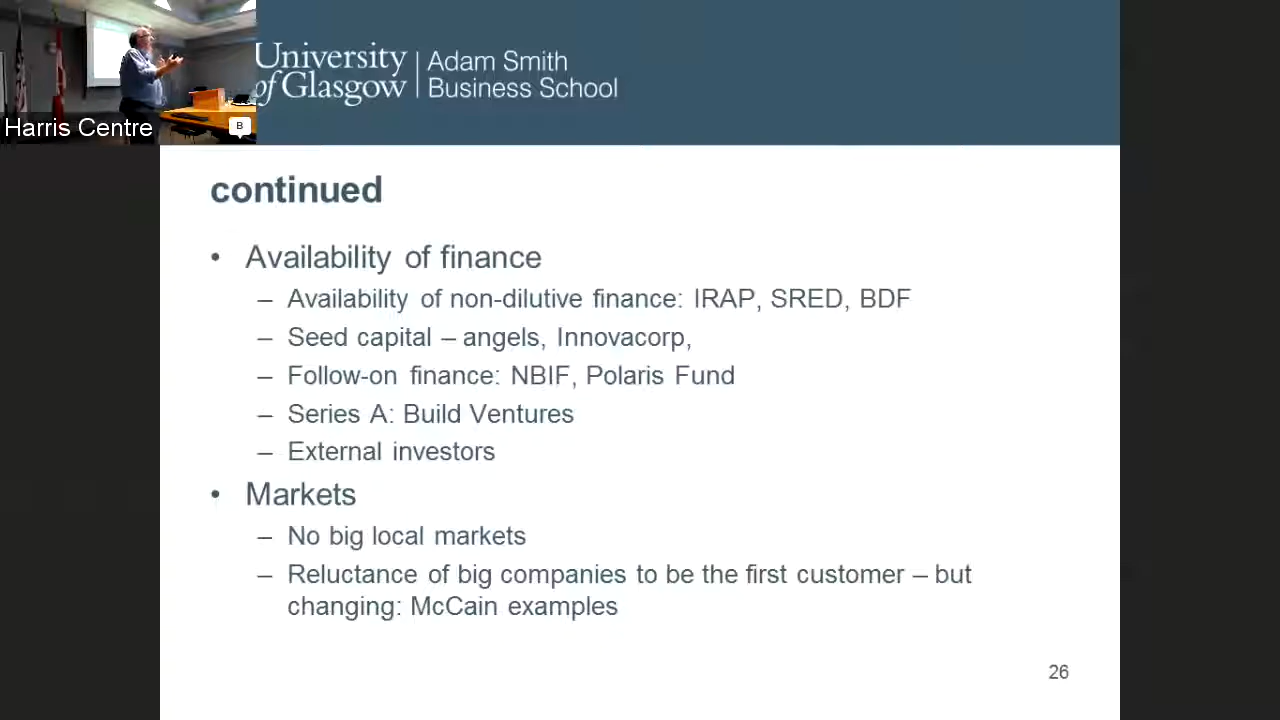 University
of Glasgow
Adam Smith
Business School
Harris Centre
B
continued
• Availability of finance
– Availability of non-dilutive finance: IRAP, SRED, BDF
– Seed capital – angels, Innovacorp,
– Follow-on finance: NBIF, Polaris Fund
– Series A: Build Ventures
– External investors
• Markets
– No big local markets
– Reluctance of big companies to be the first customer – but
changing: McCain examples
26